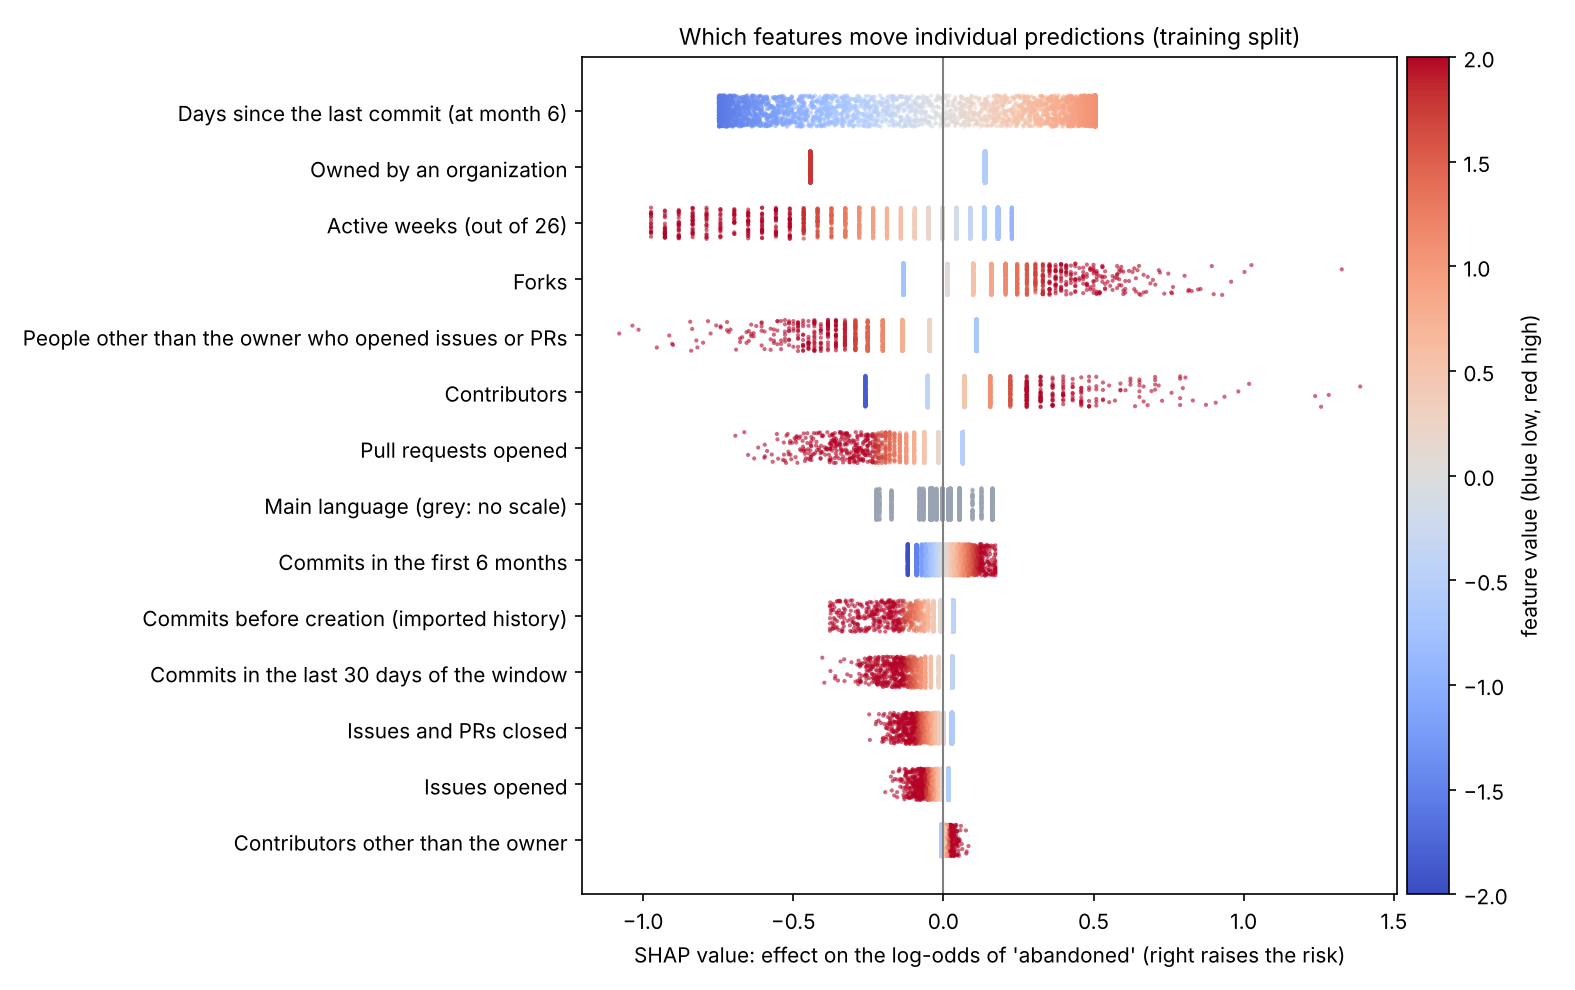 Which features move individual predictions (training split)
Days since the last commit (at month 6)
Owned by an organization
Active weeks (out of 26)
Forks
People other than the owner who opened issues or PRs
Contributors
Pull requests opened
Main language (grey: no scale)
Commits in the first 6 months
Commits before creation (imported history)
Commits in the last 30 days of the window
Issues and PRs closed
Issues opened
Contributors other than the owner
−1.0 −0.5 0.0 0.5 1.0 1.5
SHAP value: effect on the log-odds of 'abandoned' (right raises the risk)
2.0
1.5
1.0
0.5
0.0
−0.5
−1.0
−1.5
−2.0
feature value (blue low, red high)